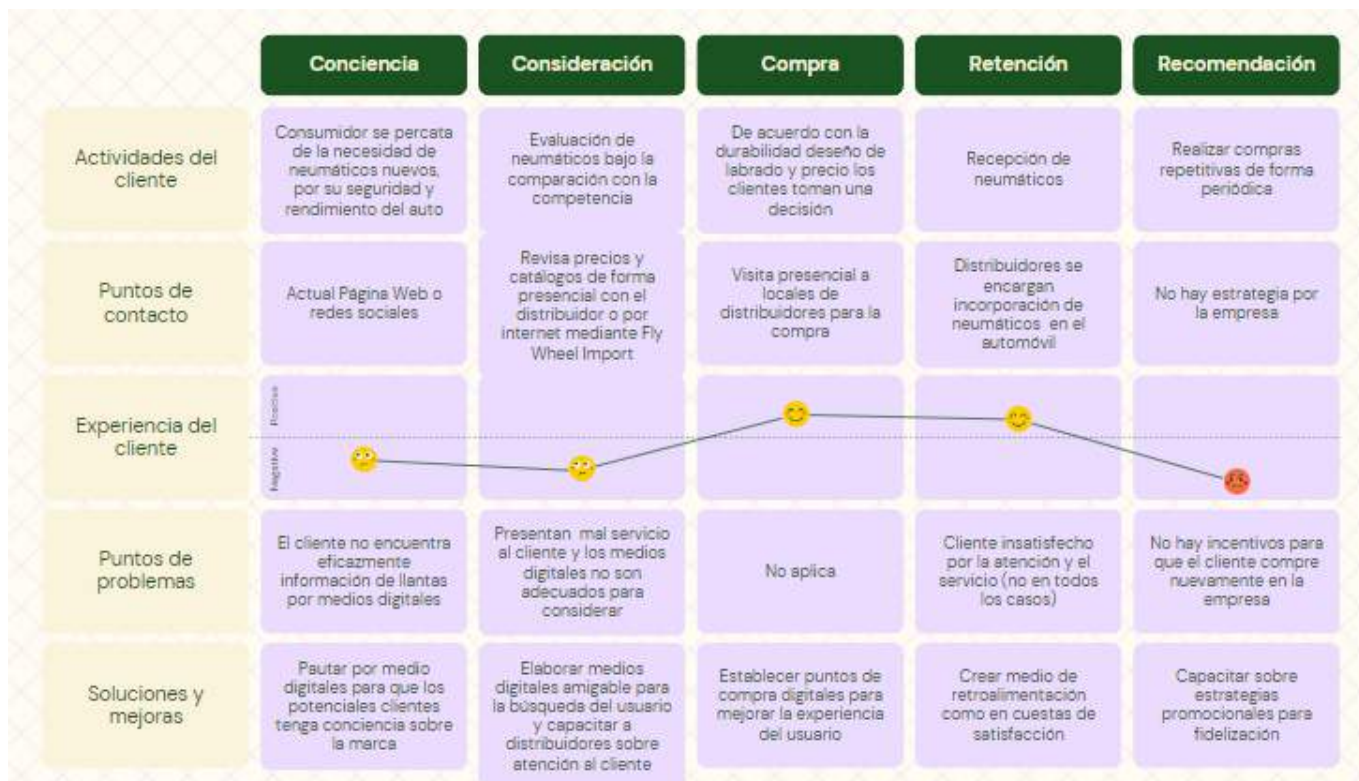 Conciencia
Consideración
Compra
Retención
Recomendación
Actividades del
cliente
Consumidor se percata
de la necesidad de
neumáticos nuevos,
por su seguridad y
rendimiento del auto
Evaluación de
neumáticos bajo la
comparación con la
competencia
De acuerdo con la
durabilidad deseño de
labrado y precio los
clientes toman una
decisión
Recepción de
neumáticos
Realizar compras
repetitivas de forma
periódica
Puntos de
contacto
Actual Página Web o
redes sociales
Revisa precios y
catálogos de forma
presencial con el
distribuidor o por
internet mediante Fly
Wheel Import
Visita presencial a
locales de
distribuidores para la
compra
Distribuidores se
encargan
incorporación de
neumáticos en el
automóvil
No hay estrategia por
la empresa
Experiencia del
cliente
Positivo
Negativo
Puntos de
problemas
El cliente no encuentra
eficazmente
información de llantas
por medios digitales
Presentan mal servicio
al cliente y los medios
digitales no son
adecuados para
considerar
No aplica
Cliente insatisfecho
por la atención y el
servicio (no en todos
los casos)
No hay incentivos para
que el cliente compre
nuevamente en la
empresa
Soluciones y
mejoras
Pautar por medio
digitales para que los
potenciales clientes
tenga conciencia sobre
la marca
Elaborar medios
digitales amigable para
la búsqueda del usuario
y capacitar a
distribuidores sobre
atención al cliente
Establecer puntos de
compra digitales para
mejorar la experiencia
del usuario
Crear medio de
retroalimentación
como en cuestas de
satisfacción
Capacitar sobre
estrategias
promocionales para
fidelización